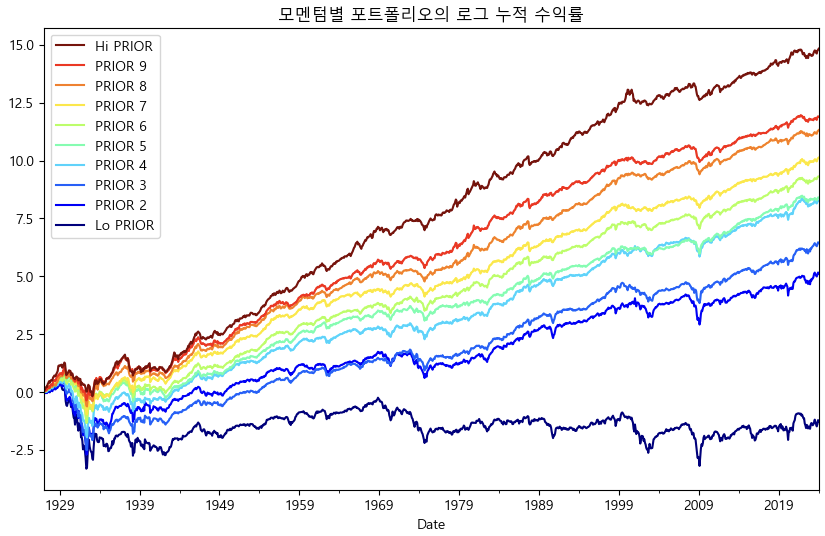 모멘텀별 포트폴리오의 로그 누적 수익률
15.0
12.5
10.0
7.5
5.0
2.5
0.0
-2.5
Hi PRIOR
PRIOR 9
PRIOR 8
PRIOR 7
PRIOR 6
PRIOR 5
PRIOR 4
PRIOR 3
PRIOR 2
Lo PRIOR
1929 1939 1949 1959 1969 1979 1989 1999 2009 2019
Date